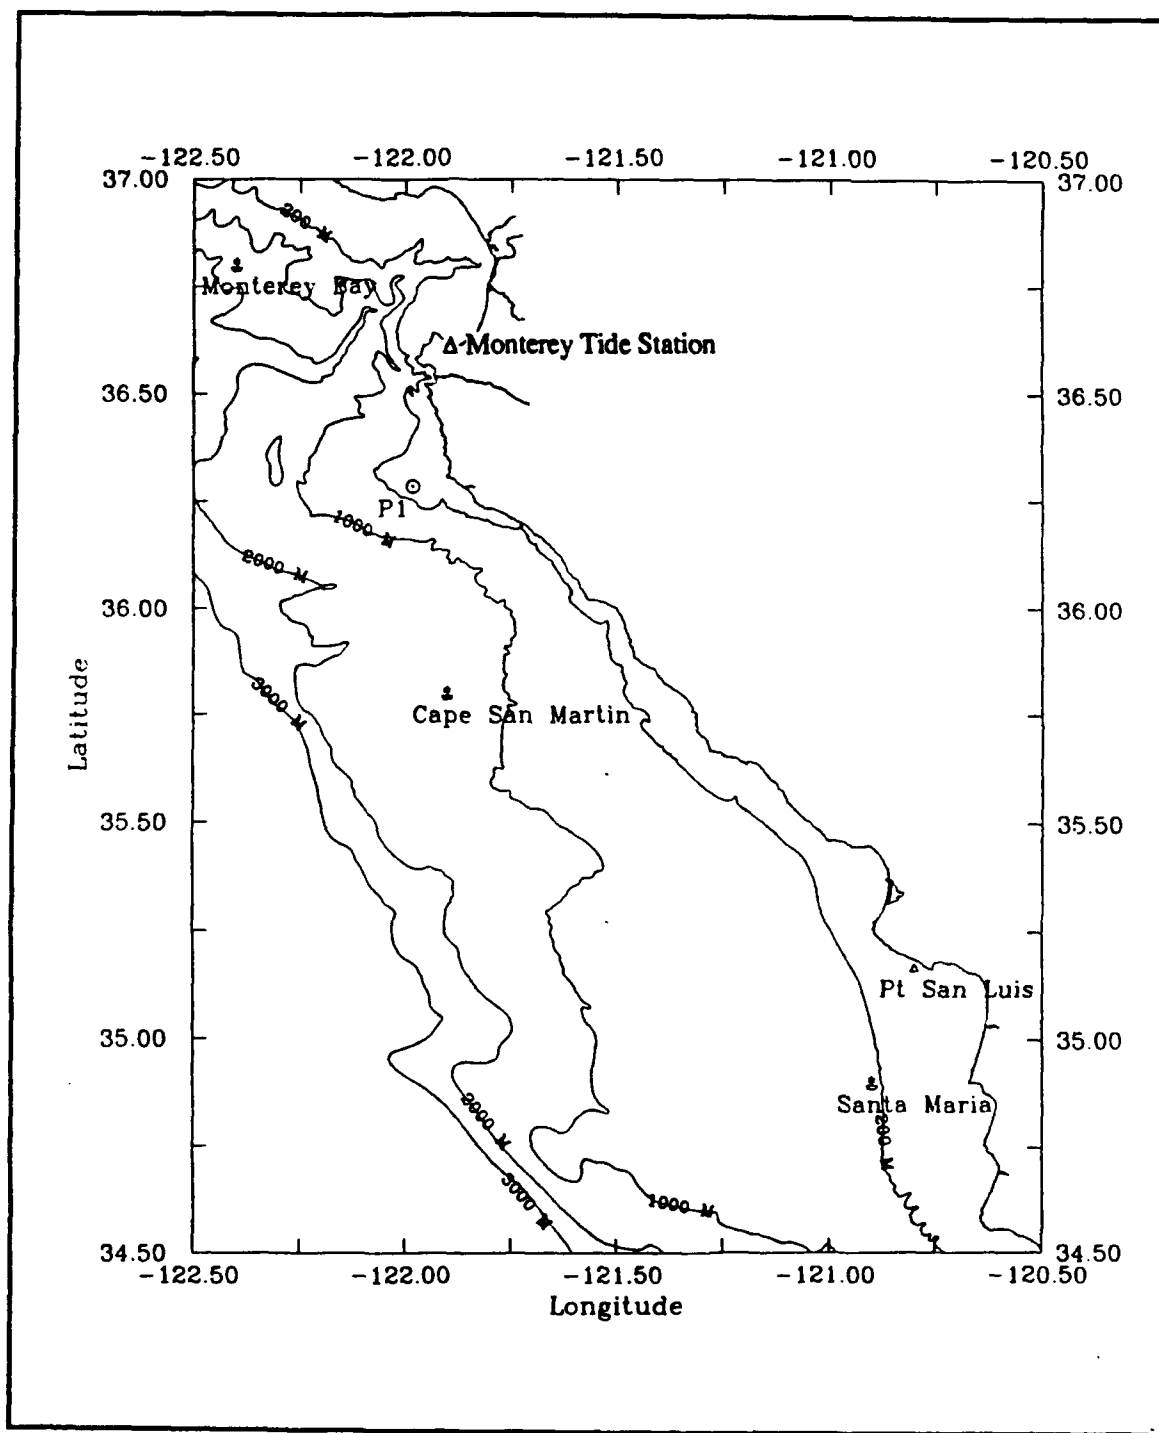 -122.50 -122.00 -121.50 -121.00 -120.50
37.00 37.00
200 M
Monterey Bay
Monterey Tide Station
36.50 36.50
P1
1000 M
2000 M
36.00 36.00
3000 M
Cape San Martin
Latitude
35.50 35.50
Pt San Luis
35.00 35.00
Santa Maria
2000 M
200 M
3000 M
1000 M
34.50 34.50
-122.50 -122.00 -121.50 -121.00 -120.50
Longitude